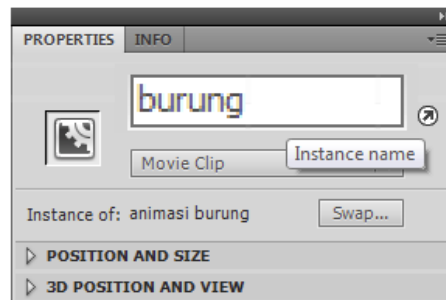 PROPERTIES INFO
burung
Instance name
Movie Clip
Instance of: animasi burung Swap...
POSITION AND SIZE
3D POSITION AND VIEW